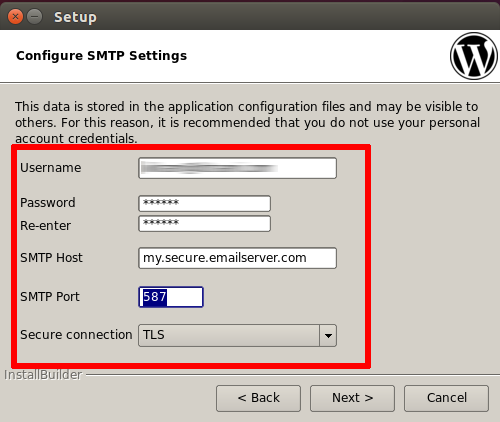 Setup
Configure SMTP Settings
This data is stored in the application configuration files and may be visible to
others. For this reason, it is recommended that you do not use your personal
account credentials.
Username
Password ******
Re-enter ******
SMTP Host my.secure.emailserver.com
SMTP Port 587
Secure connection TLS
InstallBuilder
< Back Next > Cancel